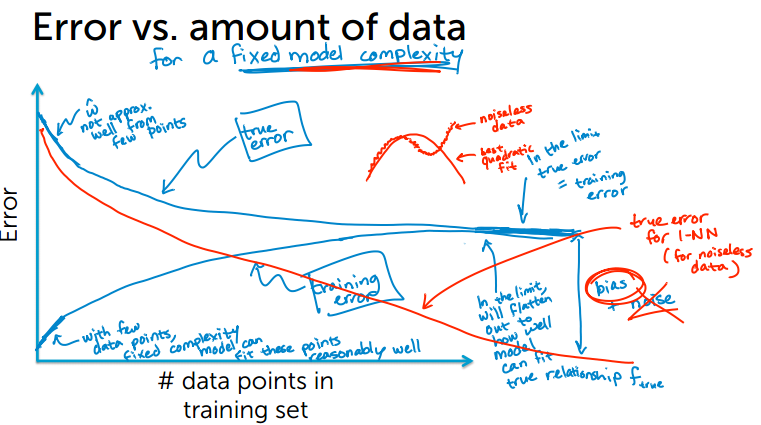 Error vs. amount of data
for a fixed model complexity
ŵ
not approx.
well from
few points
true
error
noiseless
data
best
quadratic
fit
In the limit
true error
= training
error
true error
for 1-NN
(for noiseless
data)
bias
+ noise
training
error
In the limit,
will flatten
out to
how well
model
can fit
true relationship f_true
with few
data points,
fixed complexity
model can
fit these points
reasonably well
Error
# data points in
training set